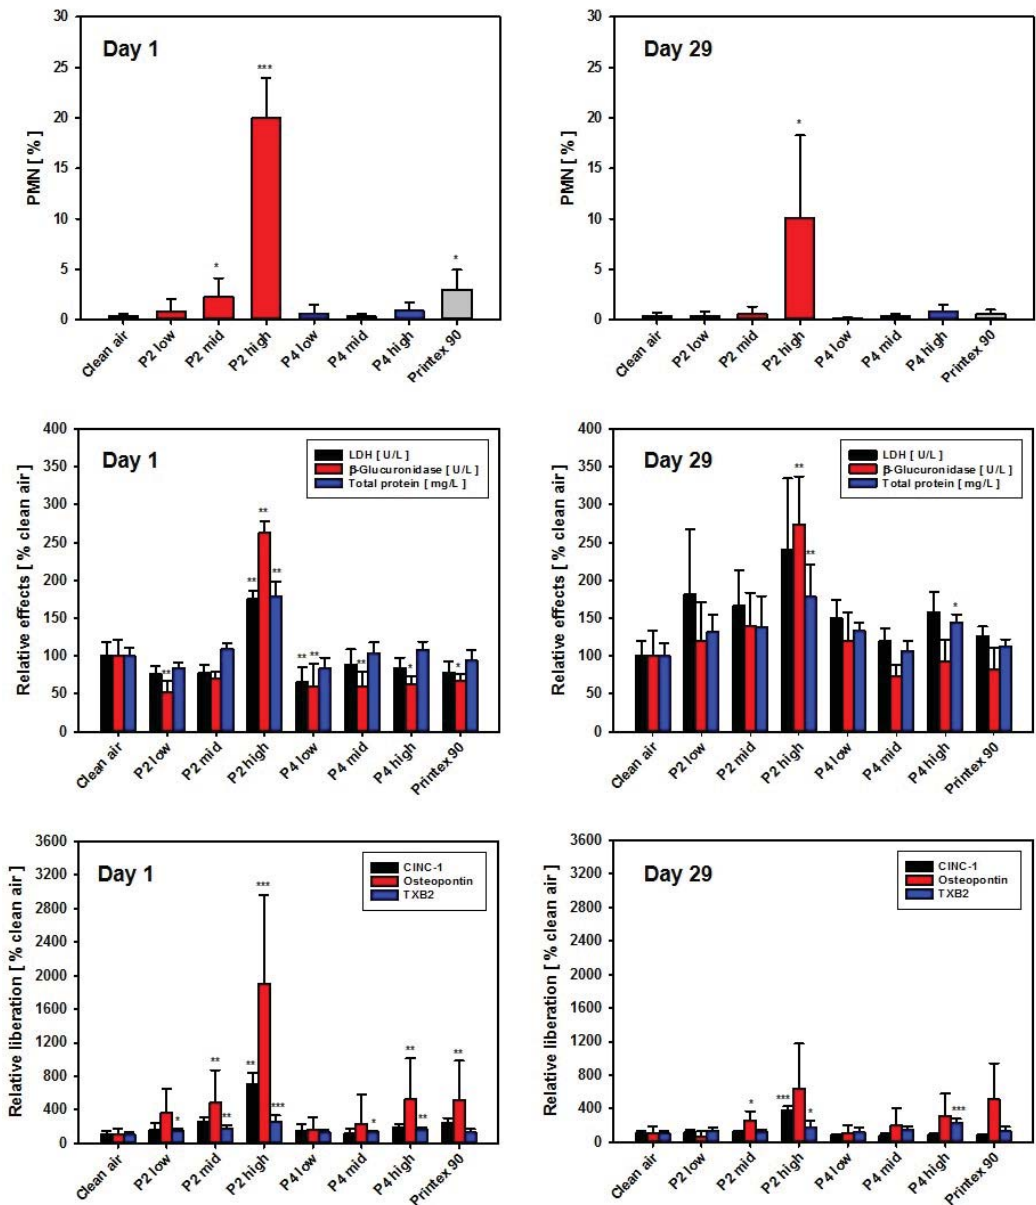 Day 1
PMN [ % ]
30
25
20
15
10
5
0
***
*
*
Clean air
P2 low
P2 mid
P2 high
P4 low
P4 mid
P4 high
Printex 90
Day 29
PMN [ % ]
30
25
20
15
10
5
0
*
Clean air
P2 low
P2 mid
P2 high
P4 low
P4 mid
P4 high
Printex 90
Day 1
LDH [ U/L ]
β-Glucuronidase [ U/L ]
Total protein [ mg/L ]
Relative effects [ % clean air ]
400
350
300
250
200
150
100
50
0
**
** **
** ** ** ** * *
Clean air
P2 low
P2 mid
P2 high
P4 low
P4 mid
P4 high
Printex 90
Day 29
LDH [ U/L ]
β-Glucuronidase [ U/L ]
Total protein [ mg/L ]
Relative effects [ % clean air ]
400
350
300
250
200
150
100
50
0
**
**
*
Clean air
P2 low
P2 mid
P2 high
P4 low
P4 mid
P4 high
Printex 90
Day 1
CINC-1
Osteopontin
TXB2
Relative liberation [ % clean air ]
3600
3200
2800
2400
2000
1600
1200
800
400
0
***
** ** ** **
* ** *** * **
Clean air
P2 low
P2 mid
P2 high
P4 low
P4 mid
P4 high
Printex 90
Day 29
CINC-1
Osteopontin
TXB2
Relative liberation [ % clean air ]
3600
3200
2800
2400
2000
1600
1200
800
400
0
* *** * ***
Clean air
P2 low
P2 mid
P2 high
P4 low
P4 mid
P4 high
Printex 90